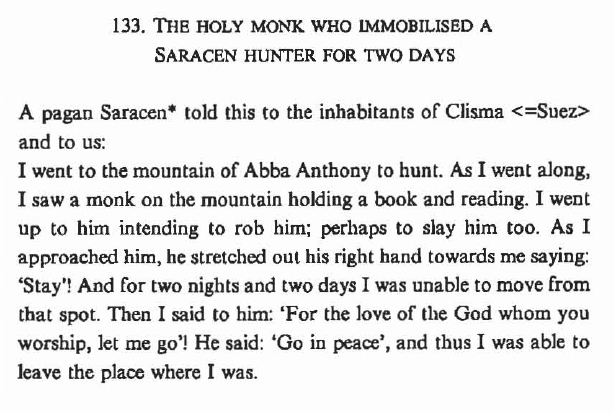 133. THE HOLY MONK WHO IMMOBILISED A
SARACEN HUNTER FOR TWO DAYS
A pagan Saracen* told this to the inhabitants of Clisma <=Suez>
and to us:
I went to the mountain of Abba Anthony to hunt. As I went along,
I saw a monk on the mountain holding a book and reading. I went
up to him intending to rob him; perhaps to slay him too. As I
approached him, he stretched out his right hand towards me saying:
‘Stay’! And for two nights and two days I was unable to move from
that spot. Then I said to him: ‘For the love of the God whom you
worship, let me go’! He said: ‘Go in peace’, and thus I was able to
leave the place where I was.